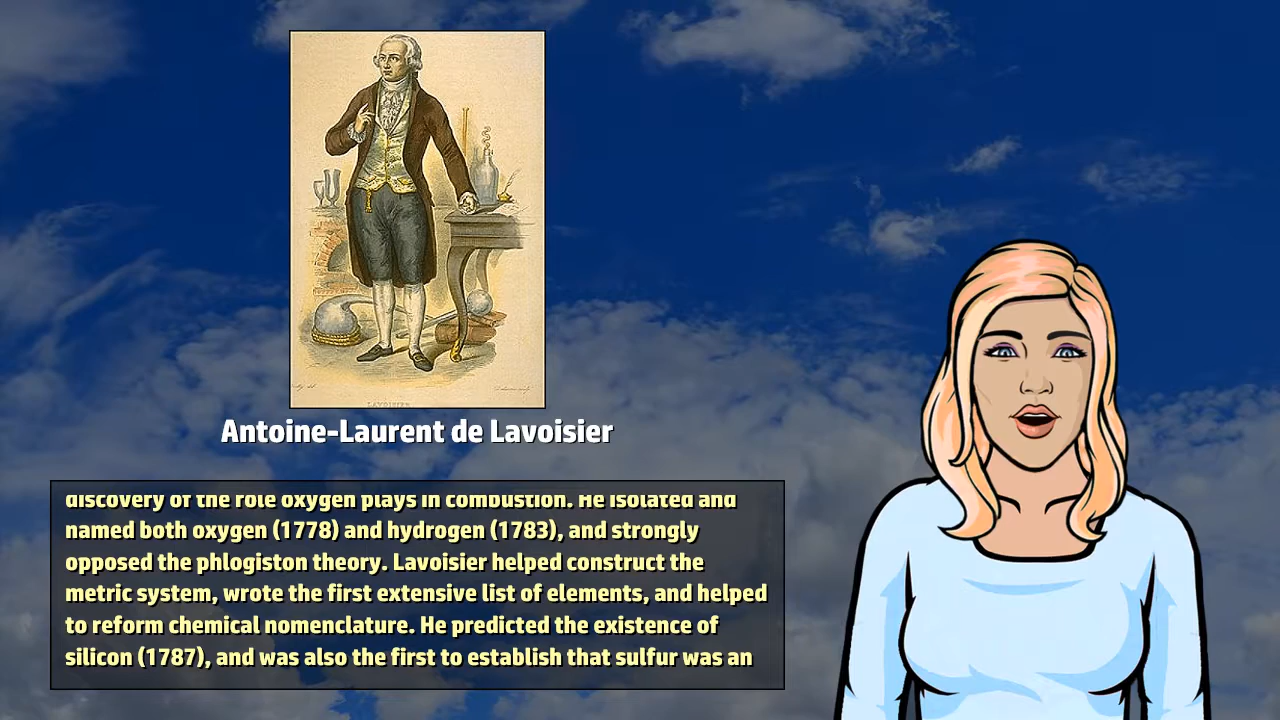 LAVOISIER
Antoine-Laurent de Lavoisier
discovery of the role oxygen plays in combustion. He isolated and
named both oxygen (1778) and hydrogen (1783), and strongly
opposed the phlogiston theory. Lavoisier helped construct the
metric system, wrote the first extensive list of elements, and helped
to reform chemical nomenclature. He predicted the existence of
silicon (1787), and was also the first to establish that sulfur was an